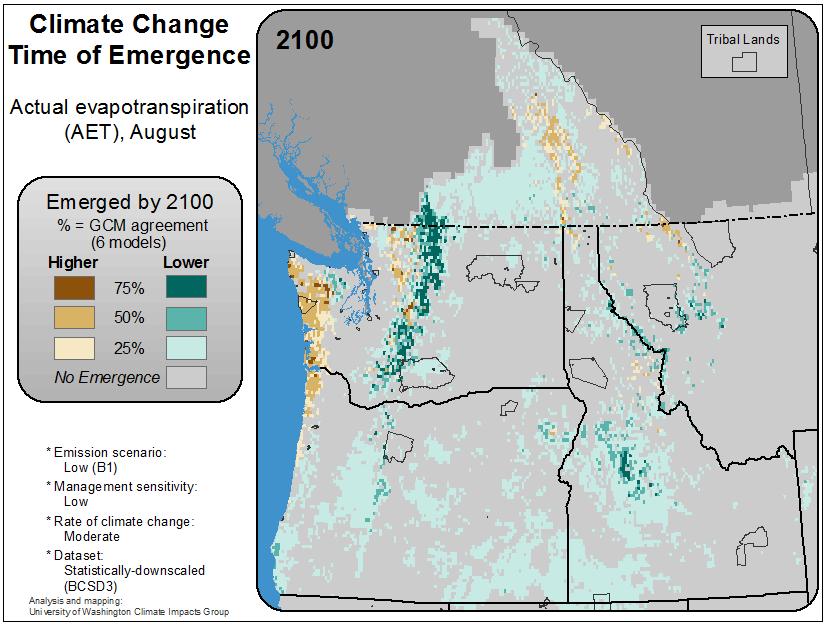 Climate Change
Time of Emergence
Actual evapotranspiration
(AET), August
Emerged by 2100
% = GCM agreement
(6 models)
Higher Lower
75%
50%
25%
No Emergence
* Emission scenario:
Low (B1)
* Management sensitivity:
Low
* Rate of climate change:
Moderate
* Dataset:
Statistically-downscaled
(BCSD3)
Analysis and mapping:
University of Washington Climate Impacts Group
2100
Tribal Lands